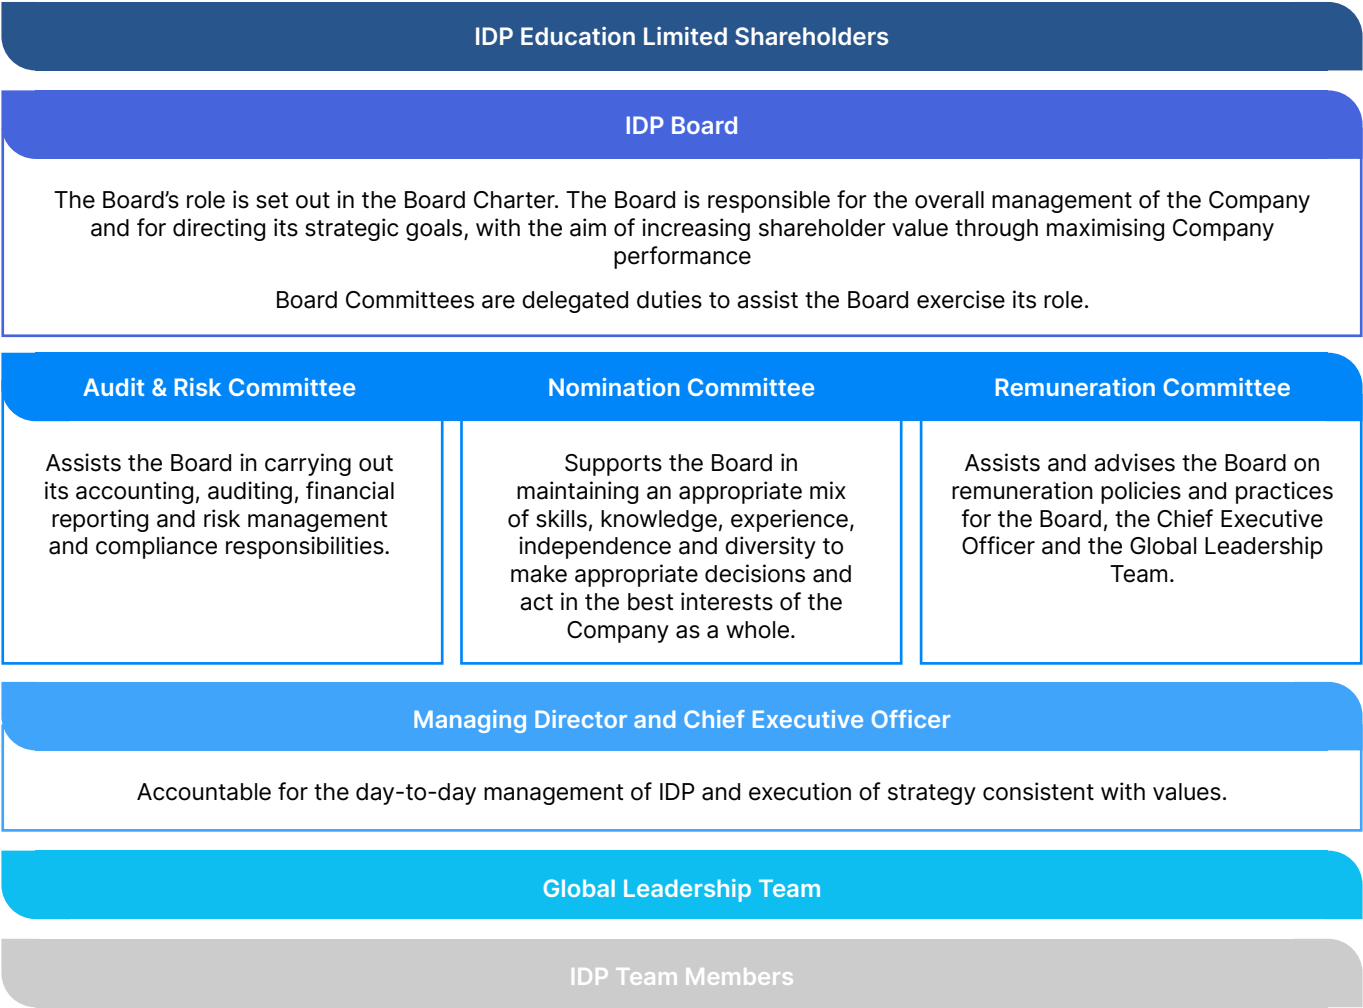 IDP Education Limited Shareholders
IDP Board
The Board’s role is set out in the Board Charter. The Board is responsible for the overall management of the Company
and for directing its strategic goals, with the aim of increasing shareholder value through maximising Company
performance
Board Committees are delegated duties to assist the Board exercise its role.
Audit & Risk Committee
Assists the Board in carrying out
its accounting, auditing, financial
reporting and risk management
and compliance responsibilities.
Nomination Committee
Supports the Board in
maintaining an appropriate mix
of skills, knowledge, experience,
independence and diversity to
make appropriate decisions and
act in the best interests of the
Company as a whole.
Remuneration Committee
Assists and advises the Board on
remuneration policies and practices
for the Board, the Chief Executive
Officer and the Global Leadership
Team.
Managing Director and Chief Executive Officer
Accountable for the day-to-day management of IDP and execution of strategy consistent with values.
Global Leadership Team
IDP Team Members